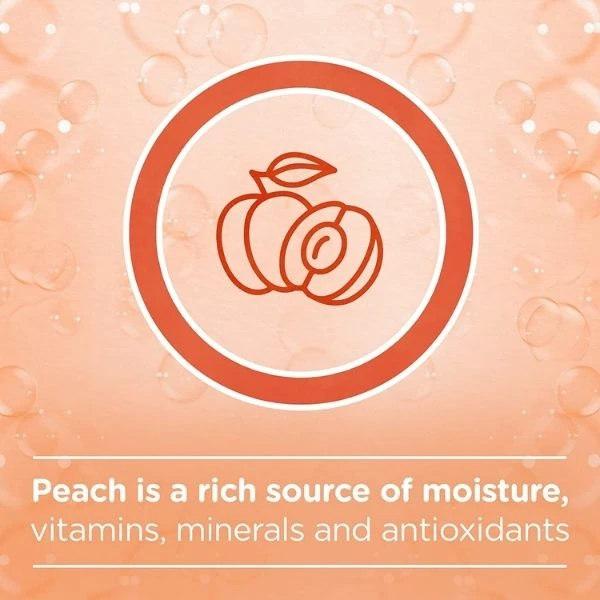 Peach is a rich source of moisture,
vitamins, minerals and antioxidants